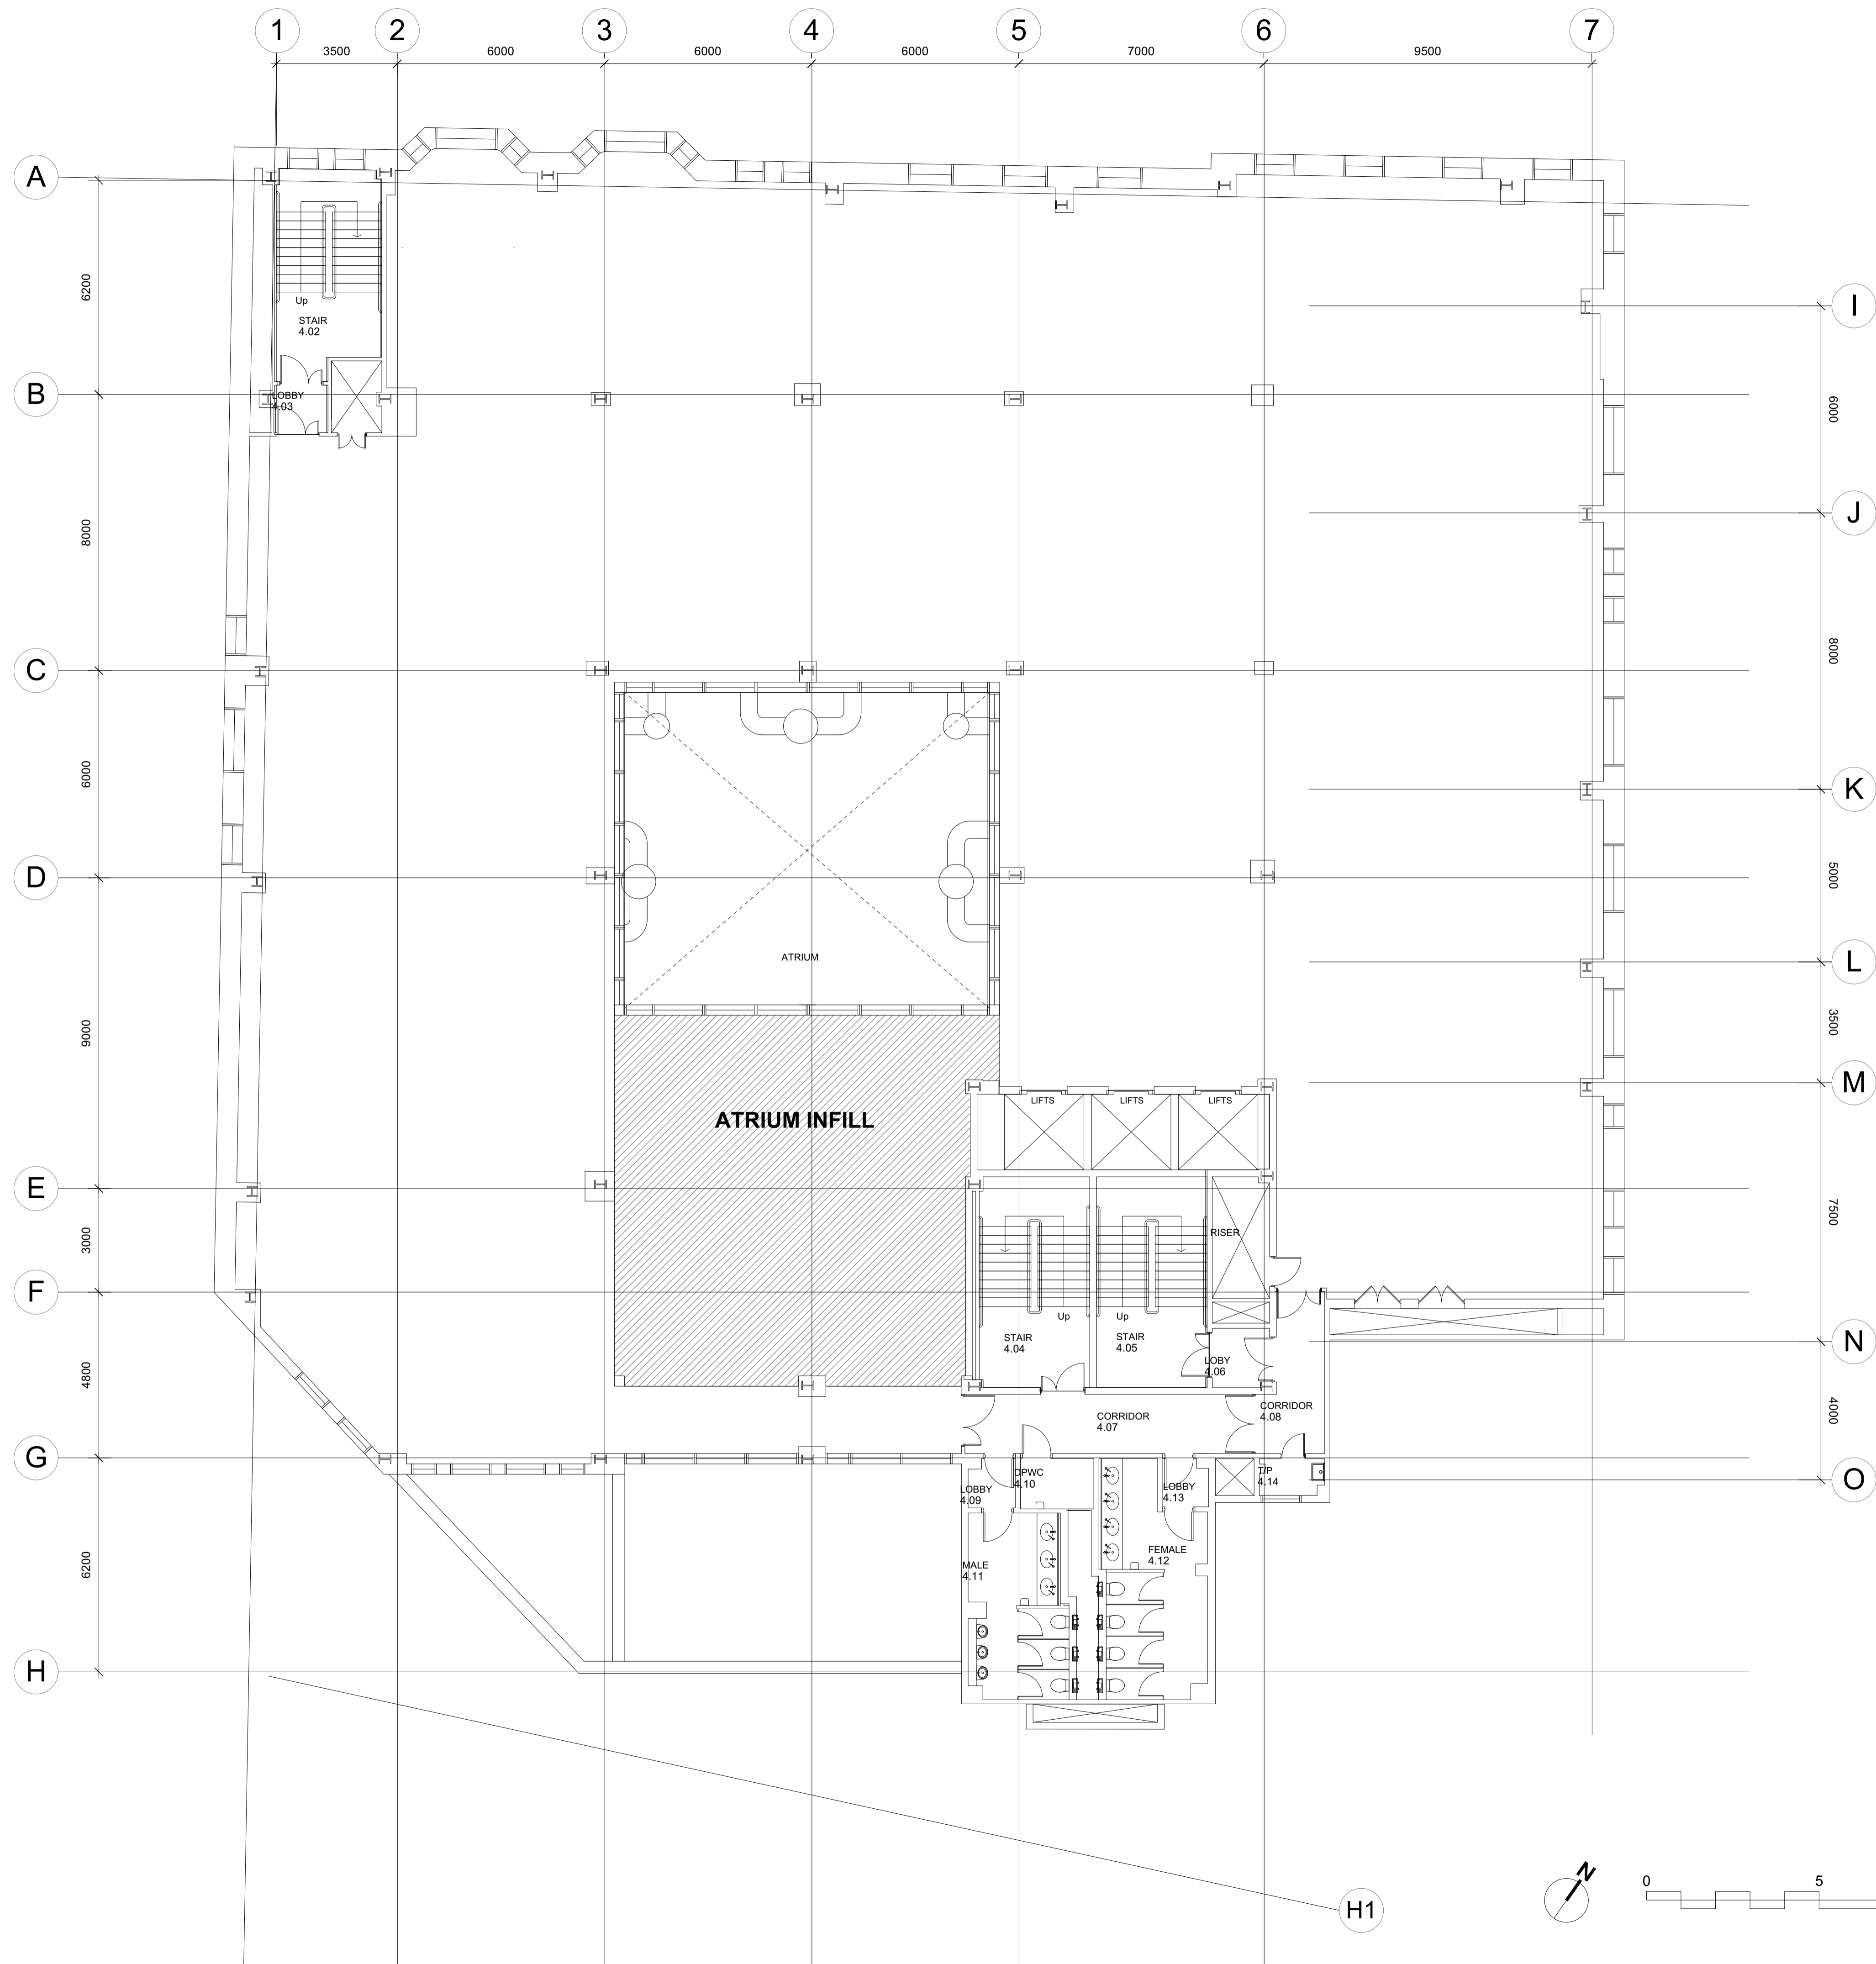 1
2
3
4
5
6
7
3500
6000
6000
6000
7000
9500
A
B
C
D
E
F
G
H
6200
8000
6000
9000
3000
4800
6200
I
J
K
L
M
N
O
6000
8000
5000
3500
7500
4000
Up
STAIR
4.02
LOBBY
4.03
ATRIUM
ATRIUM INFILL
LIFTS
LIFTS
LIFTS
RISER
Up
Up
STAIR
4.04
STAIR
4.05
LOBY
4.06
CORRIDOR
4.07
CORRIDOR
4.08
LOBBY
4.09
DPWC
4.10
LOBBY
4.13
T/P
4.14
MALE
4.11
FEMALE
4.12
H1
N
0
5